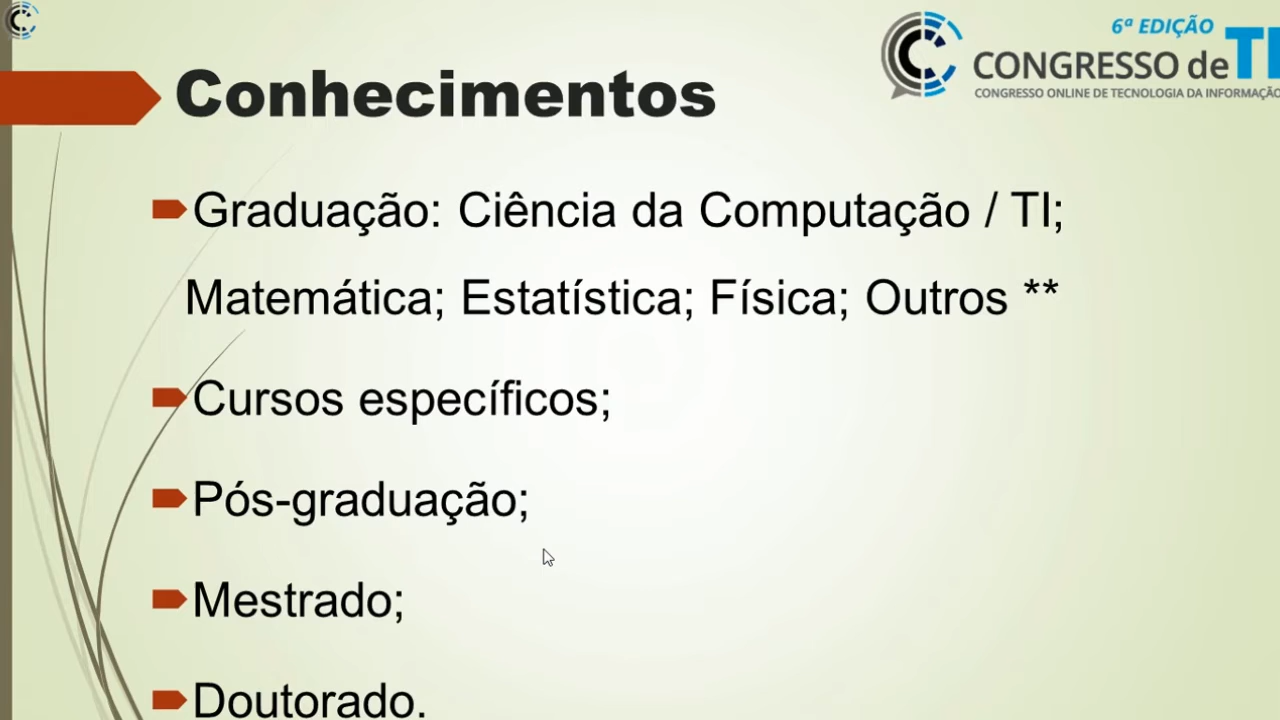 6ª EDIÇÃO
CONGRESSO de TI
CONGRESSO ONLINE DE TECNOLOGIA DA INFORMAÇÃO
Conhecimentos
Graduação: Ciência da Computação / TI;
Matemática; Estatística; Física; Outros **
Cursos específicos;
Pós-graduação;
Mestrado;
Doutorado.